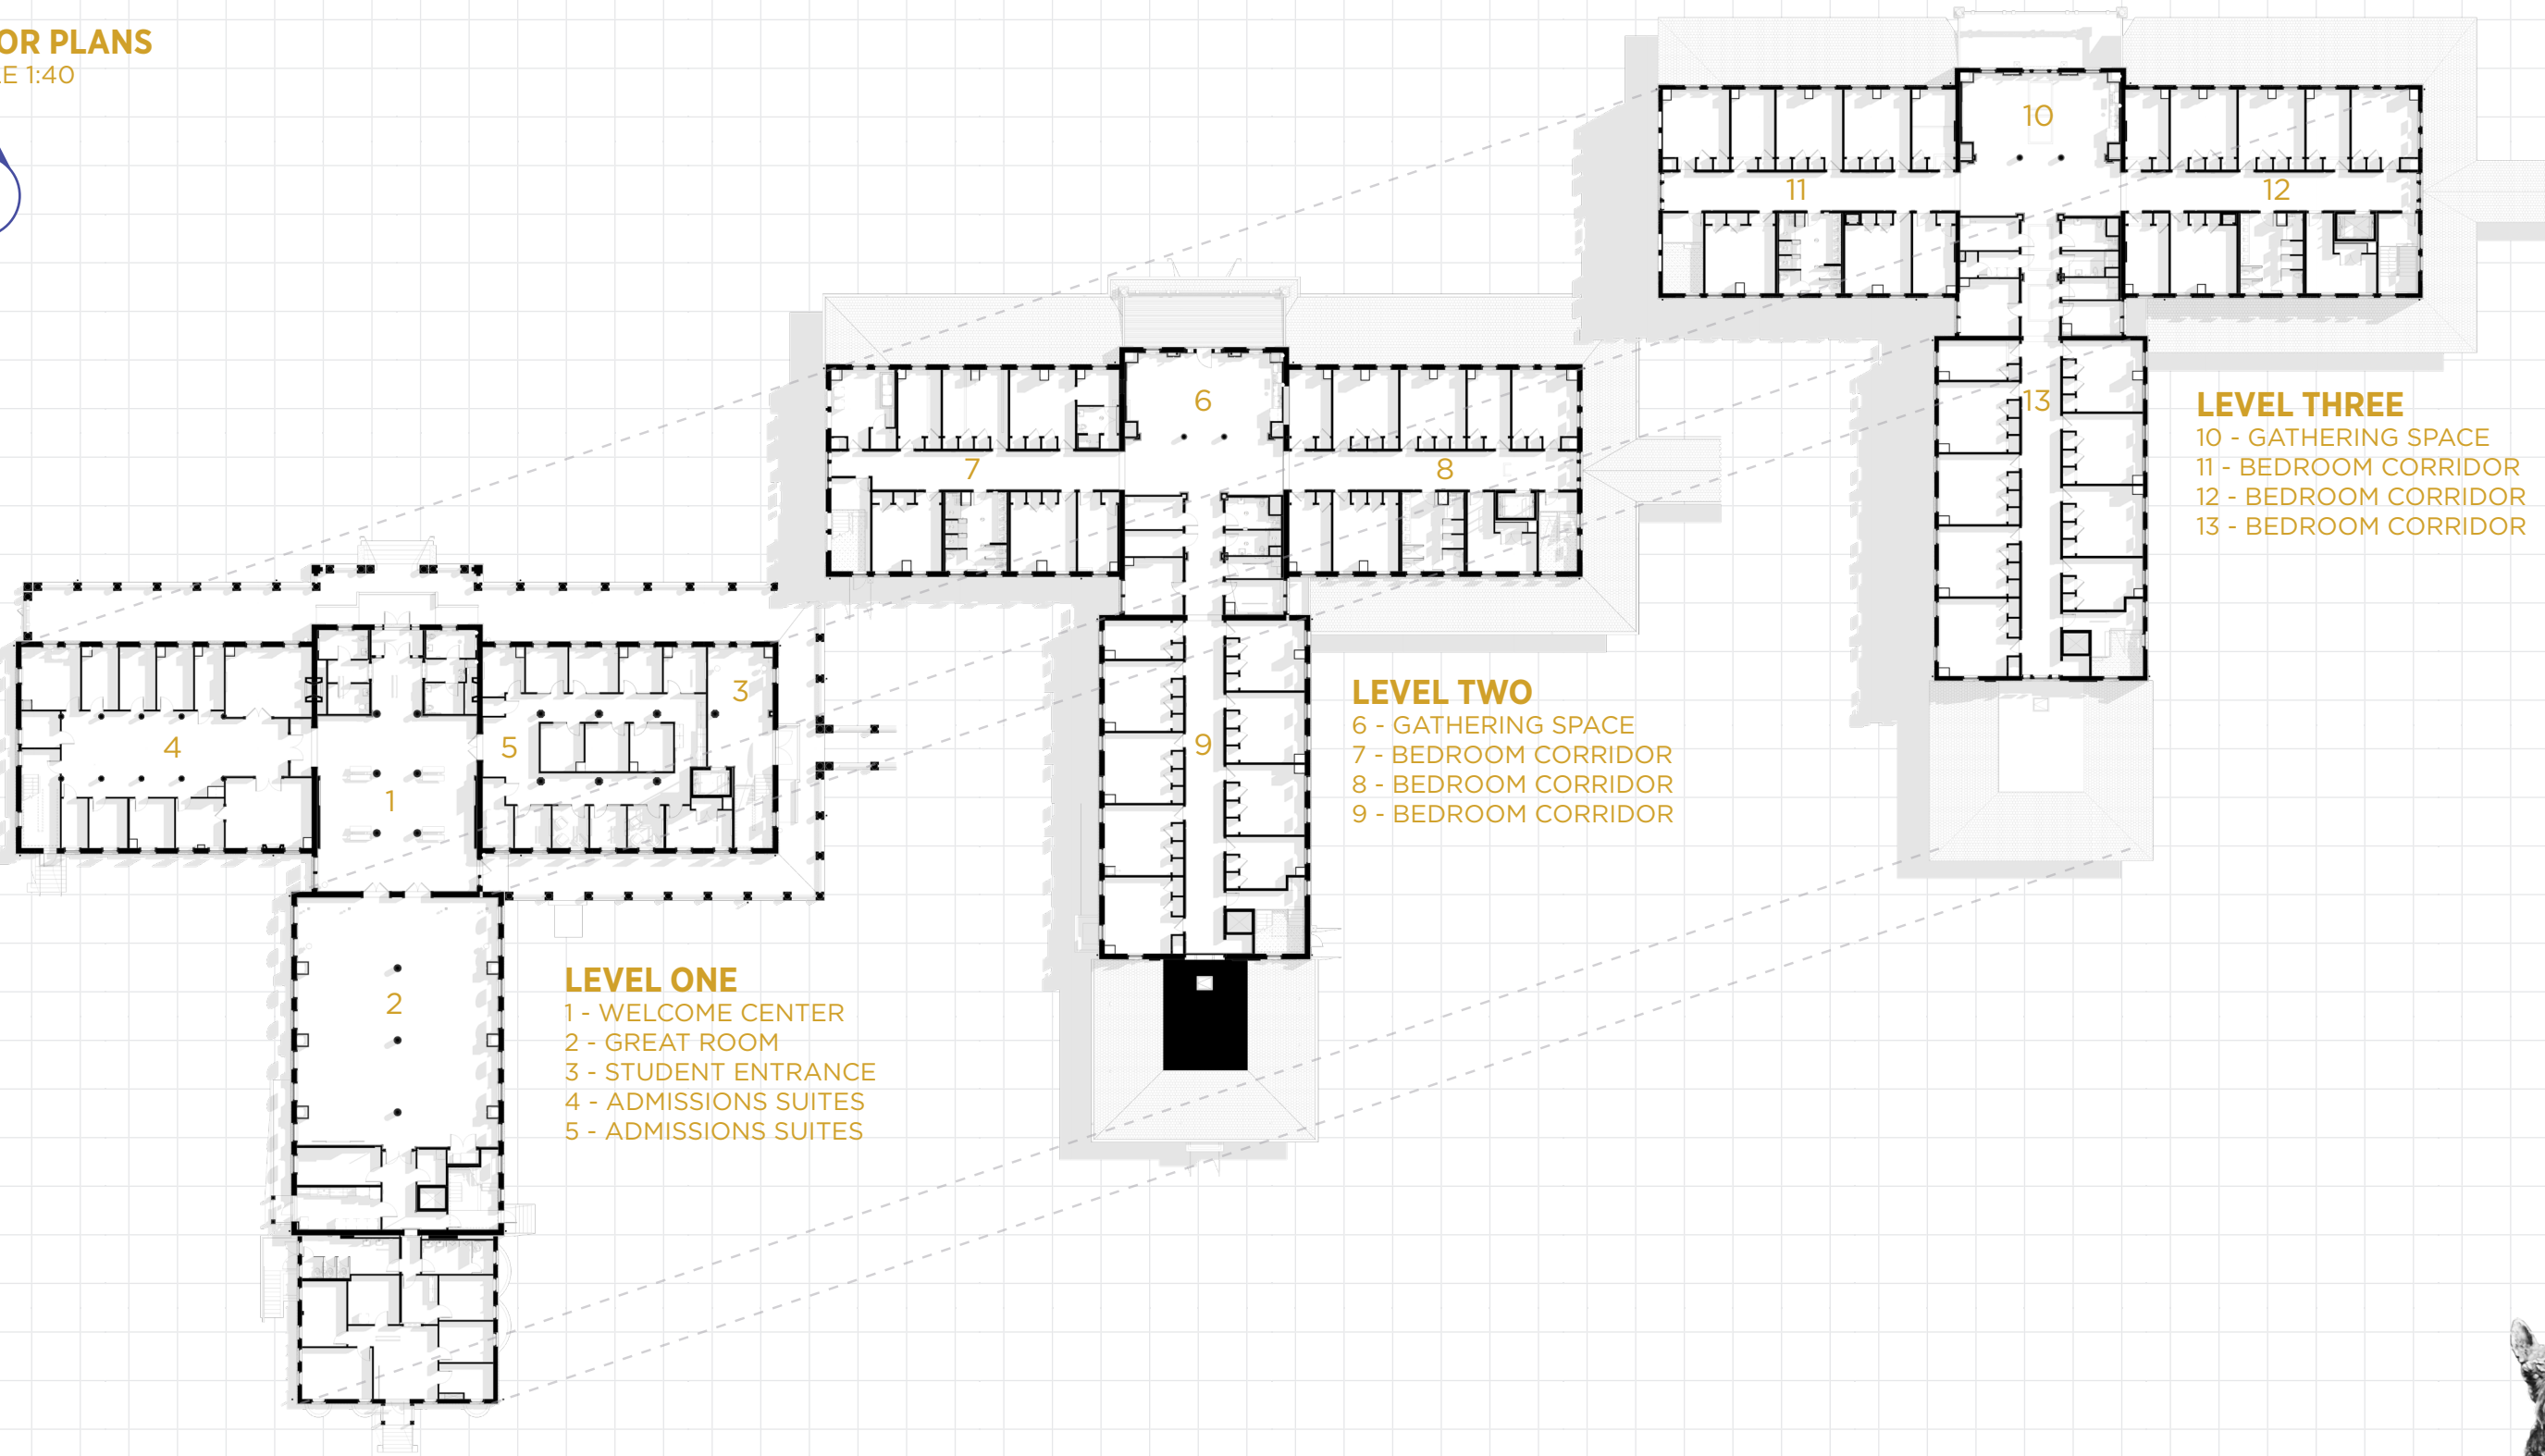 OR PLANS
E 1:40
10
11
12
13
LEVEL THREE
10 - GATHERING SPACE
11 - BEDROOM CORRIDOR
12 - BEDROOM CORRIDOR
13 - BEDROOM CORRIDOR
6
7
8
9
LEVEL TWO
6 - GATHERING SPACE
7 - BEDROOM CORRIDOR
8 - BEDROOM CORRIDOR
9 - BEDROOM CORRIDOR
3
4
5
1
2
LEVEL ONE
1 - WELCOME CENTER
2 - GREAT ROOM
3 - STUDENT ENTRANCE
4 - ADMISSIONS SUITES
5 - ADMISSIONS SUITES